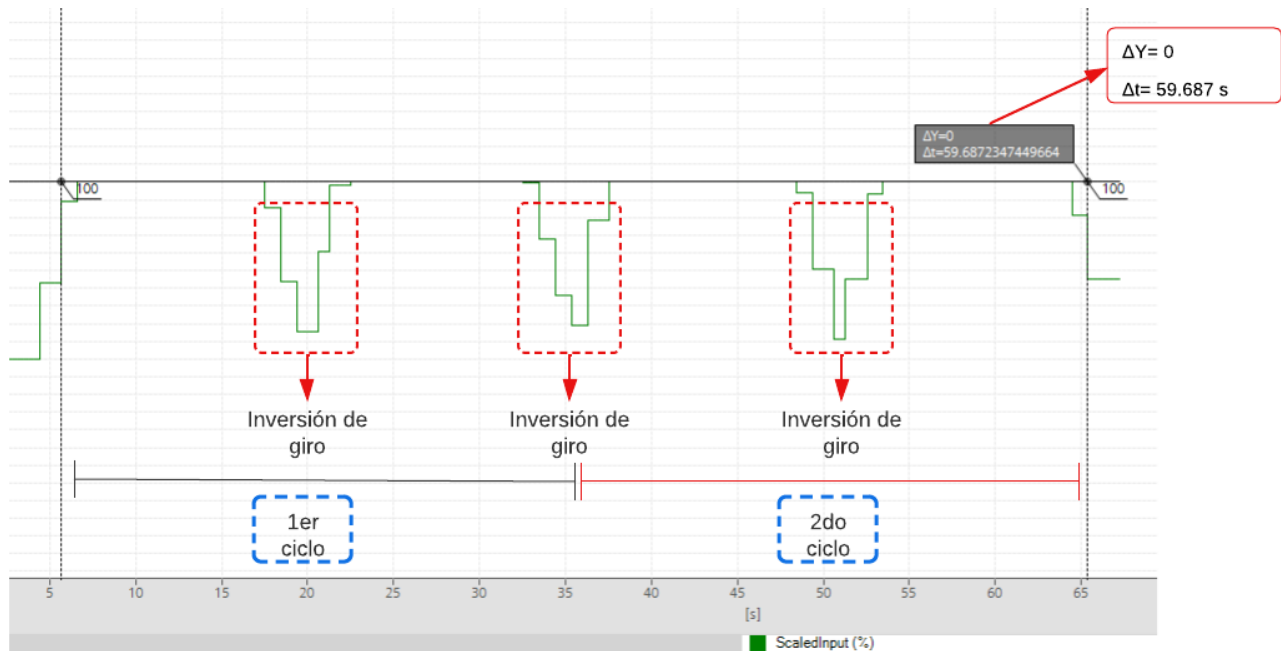 ΔY= 0
Δt= 59.687 s
ΔY=0
Δt=59.6872347449664
100
100
Inversión de
giro
Inversión de
giro
Inversión de
giro
1er
ciclo
2do
ciclo
5 10 15 20 25 30 35 40 45 50 55 60 65
[s]
ScaledInput (%)